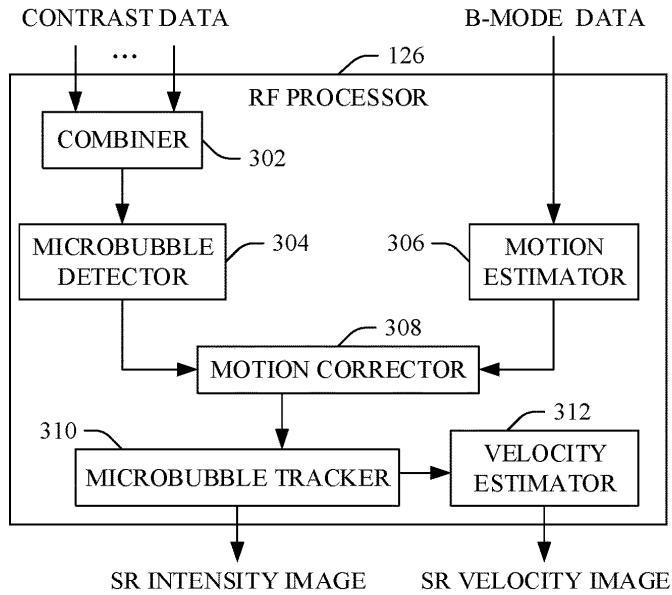 CONTRAST DATA
B-MODE DATA
...
126
RF PROCESSOR
COMBINER
302
MICROBUBBLE
DETECTOR
304
306
MOTION
ESTIMATOR
308
MOTION CORRECTOR
310
312
MICROBUBBLE TRACKER
VELOCITY
ESTIMATOR
SR INTENSITY IMAGE
SR VELOCITY IMAGE